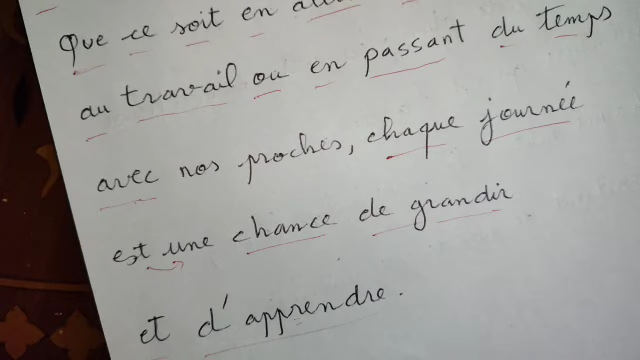 Que ce soit en
au travail ou en passant du temps
avec nos proches, chaque journée
est une chance de grandir
et d'apprendre.